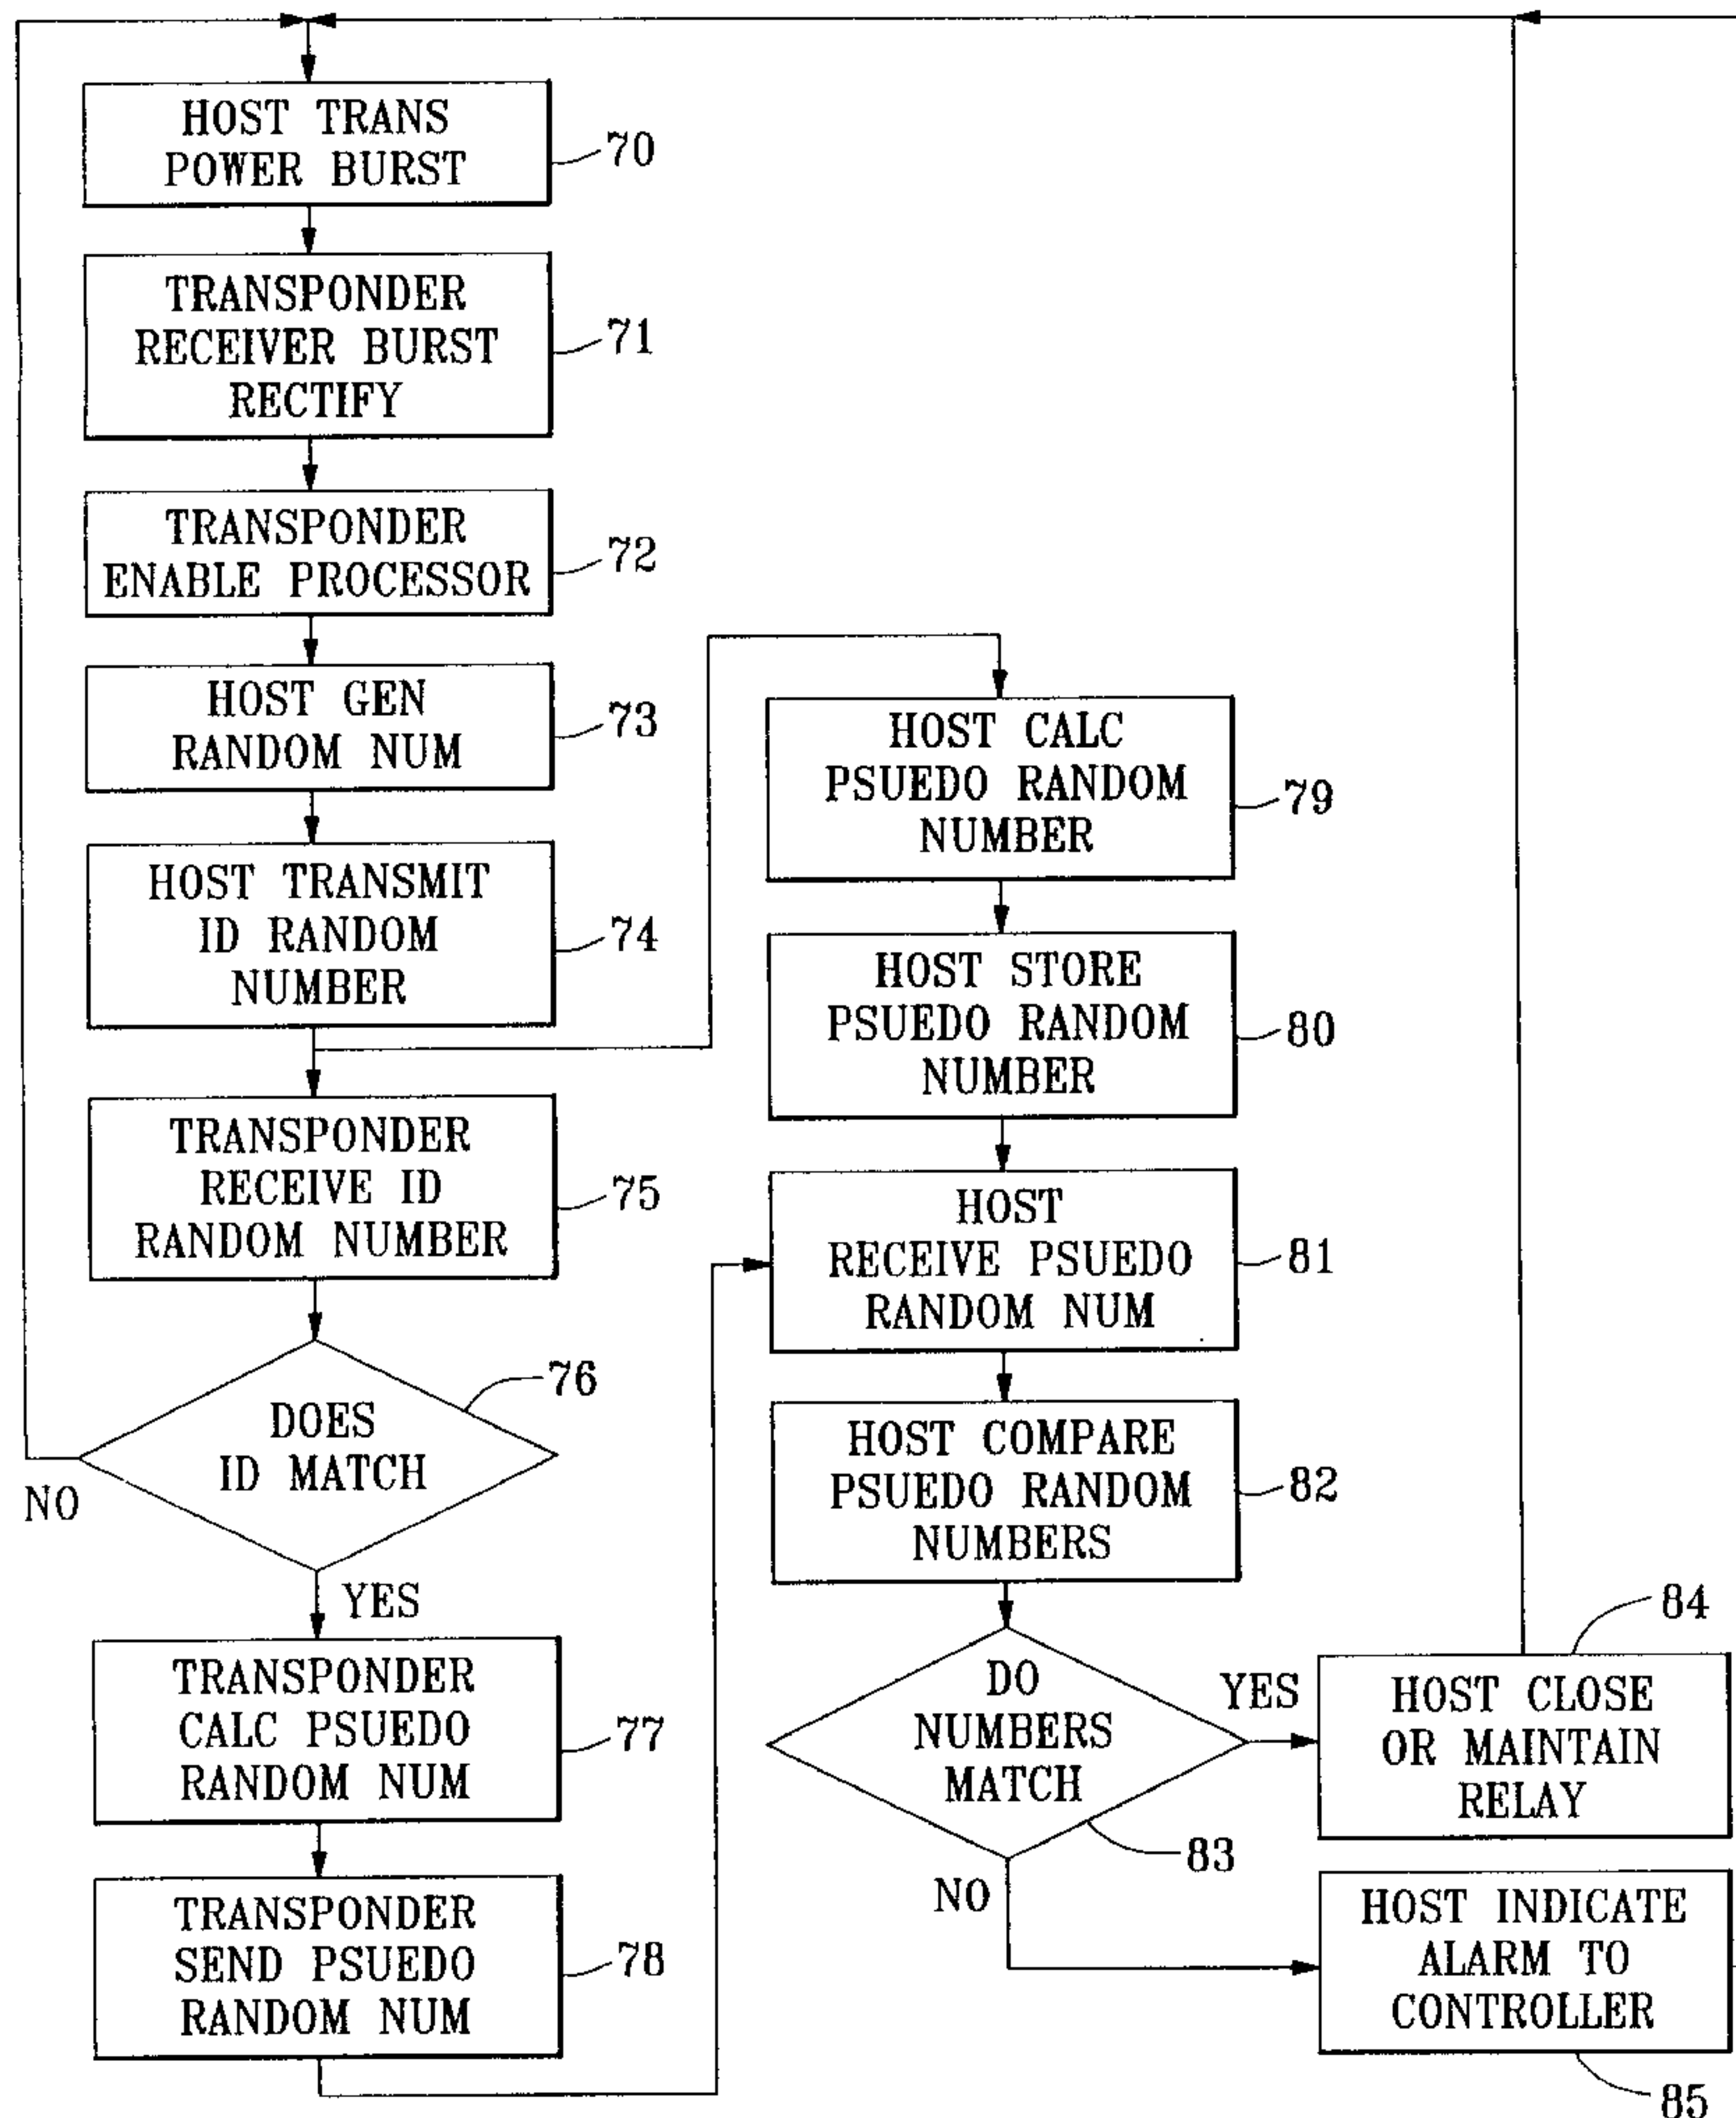 HOST TRANS
POWER BURST
70
TRANSPONDER
RECEIVER BURST
RECTIFY
71
TRANSPONDER
ENABLE PROCESSOR
72
HOST GEN
RANDOM NUM
73
HOST TRANSMIT
ID RANDOM
NUMBER
74
TRANSPONDER
RECEIVE ID
RANDOM NUMBER
75
DOES
ID MATCH
76
NO
YES
TRANSPONDER
CALC PSUEDO
RANDOM NUM
77
TRANSPONDER
SEND PSUEDO
RANDOM NUM
78
HOST CALC
PSUEDO RANDOM
NUMBER
79
HOST STORE
PSUEDO RANDOM
NUMBER
80
HOST
RECEIVE PSUEDO
RANDOM NUM
81
HOST COMPARE
PSUEDO RANDOM
NUMBERS
82
DO
NUMBERS
MATCH
83
YES
NO
HOST CLOSE
OR MAINTAIN
RELAY
84
HOST INDICATE
ALARM TO
CONTROLLER
85